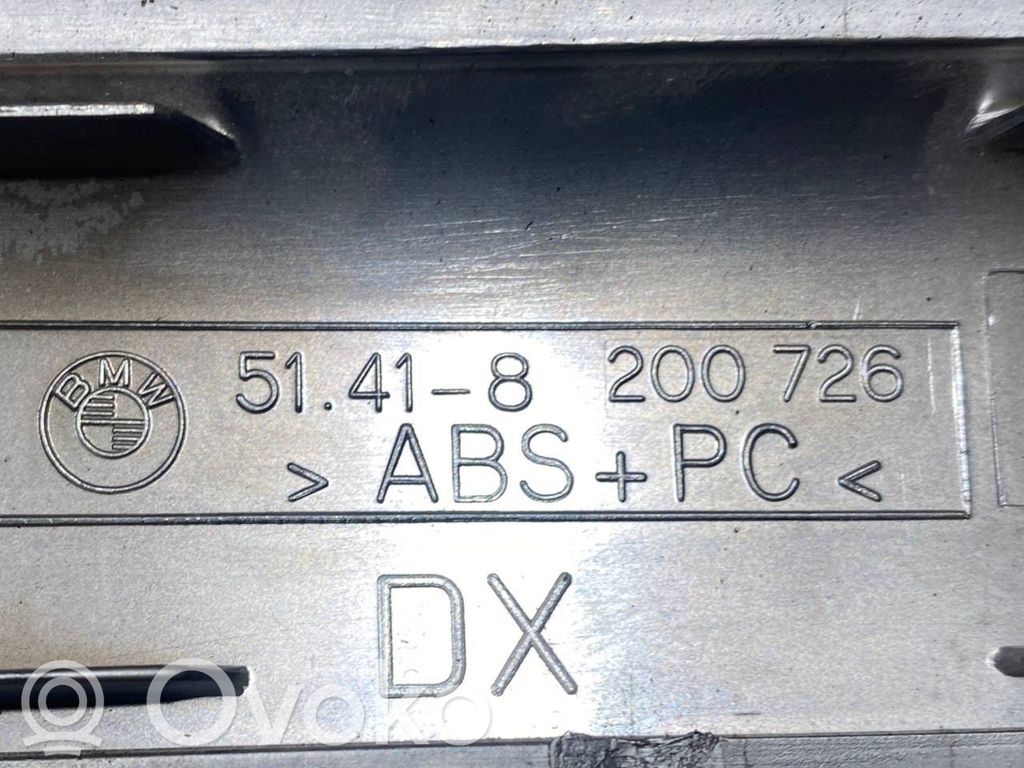 BMW 51.41-8 200 726
> ABS+PC <
DX
Ovoko